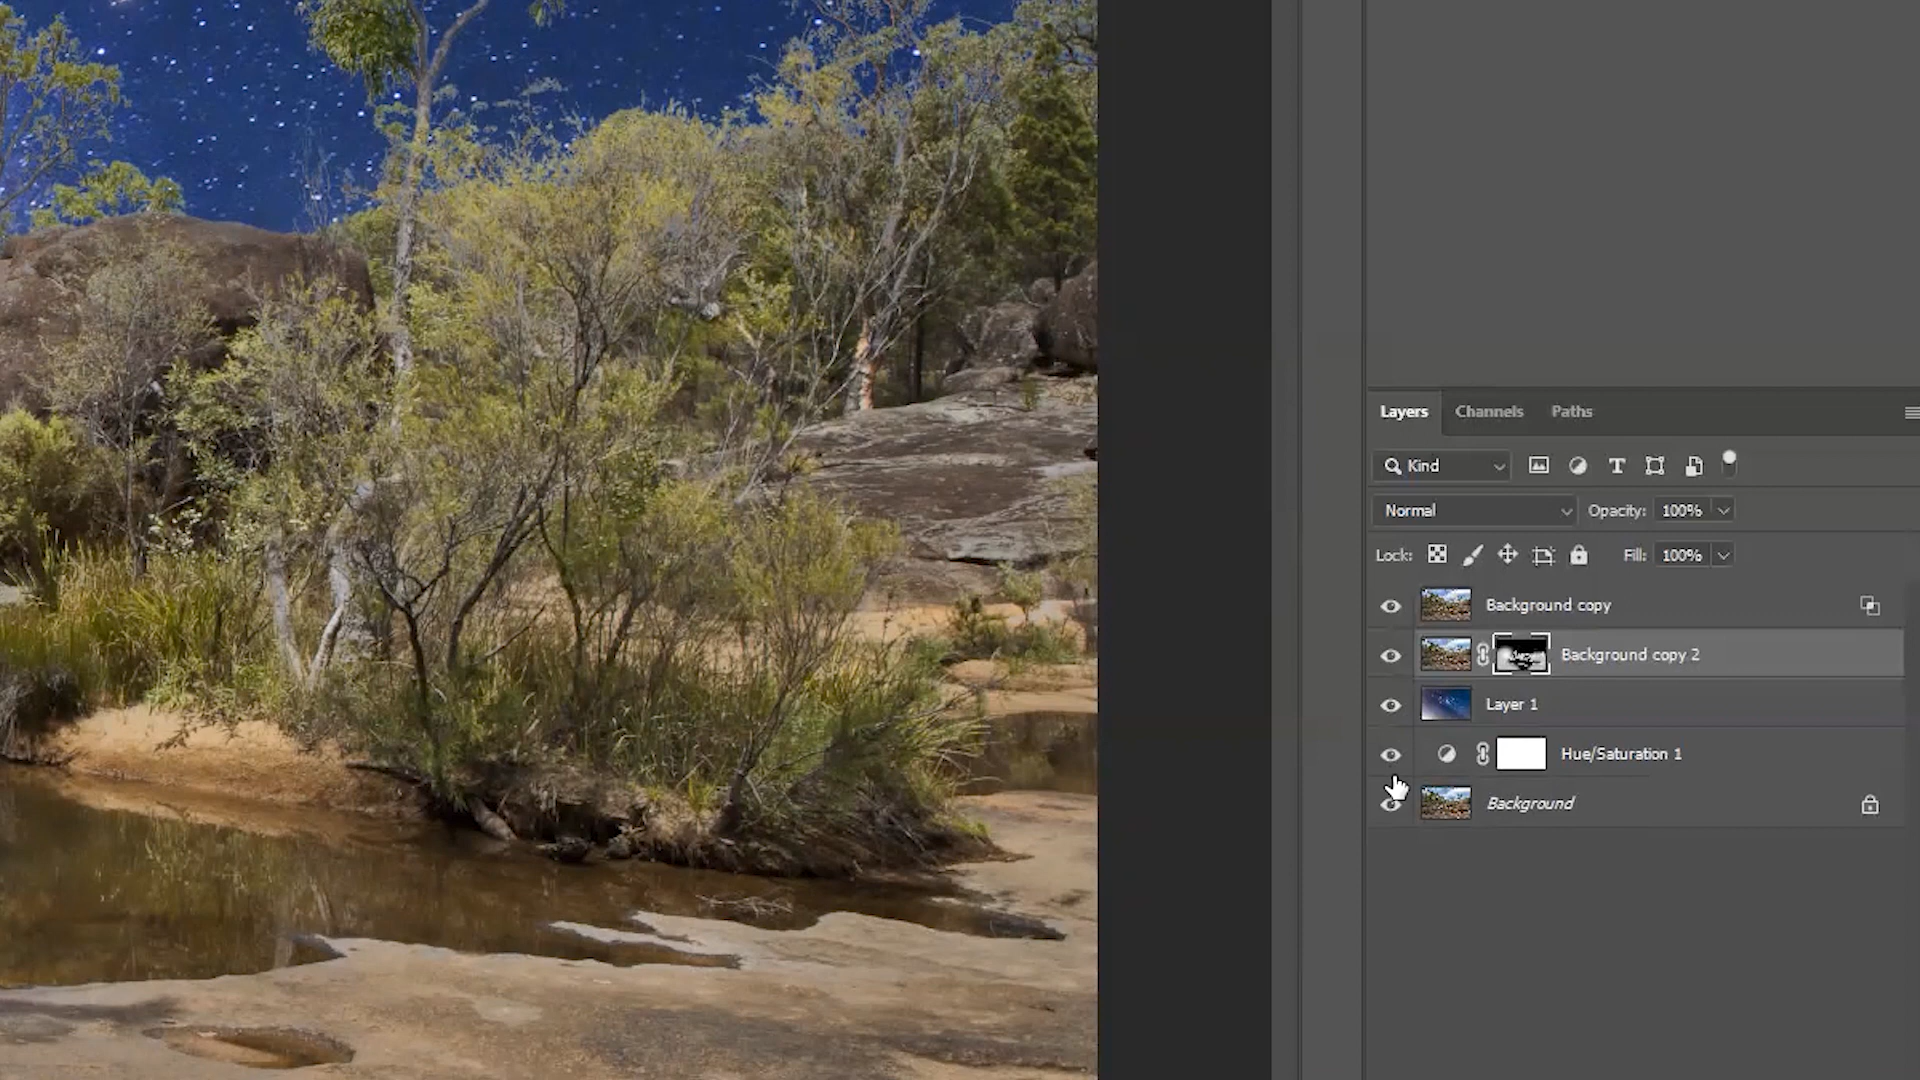 Layers Channels Paths
Kind
Normal Opacity: 100%
Lock: Fill: 100%
Background copy
Background copy 2
Layer 1
Hue/Saturation 1
Background